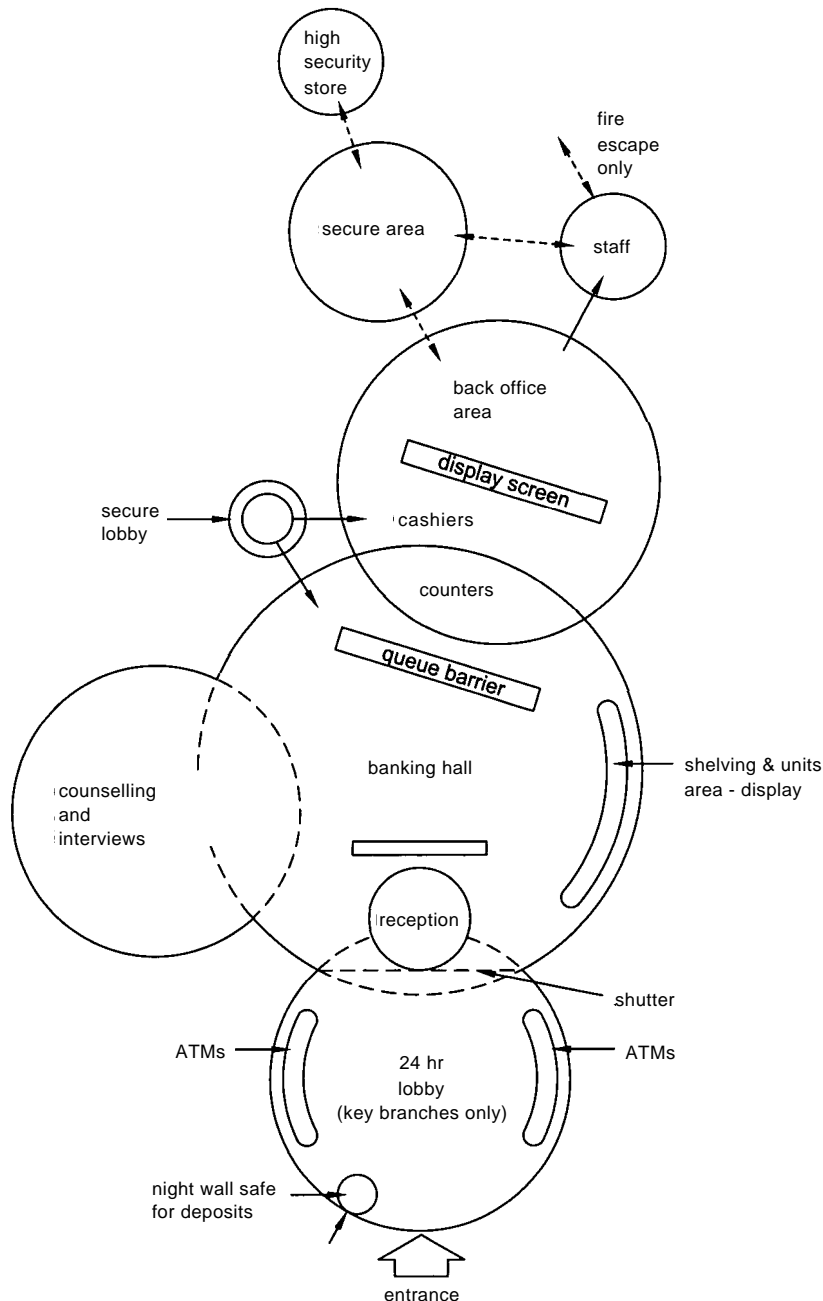 high
security
store
fire
escape
only
secure area
staff
back office
area
display screen
secure
lobby
cashiers
counters
queue barrier
banking hall
shelving & units
area - display
counselling
and
interviews
reception
shutter
ATMs
ATMs
24 hr
lobby
(key branches only)
night wall safe
for deposits
entrance